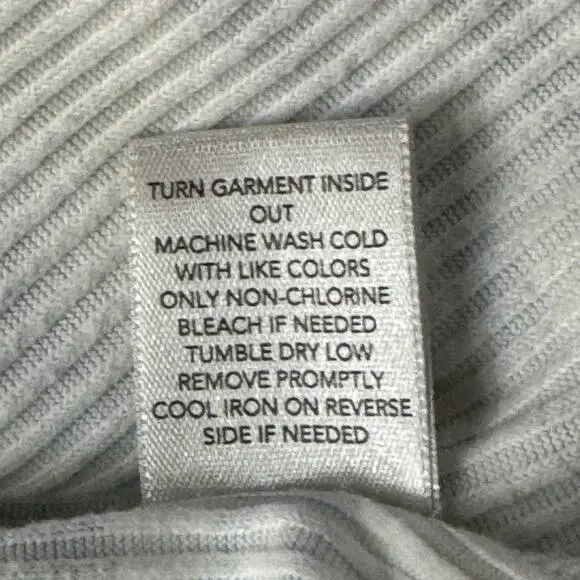 TURN GARMENT INSIDE
OUT
MACHINE WASH COLD
WITH LIKE COLORS
ONLY NON-CHLORINE
BLEACH IF NEEDED
TUMBLE DRY LOW
REMOVE PROMPTLY
COOL IRON ON REVERSE
SIDE IF NEEDED